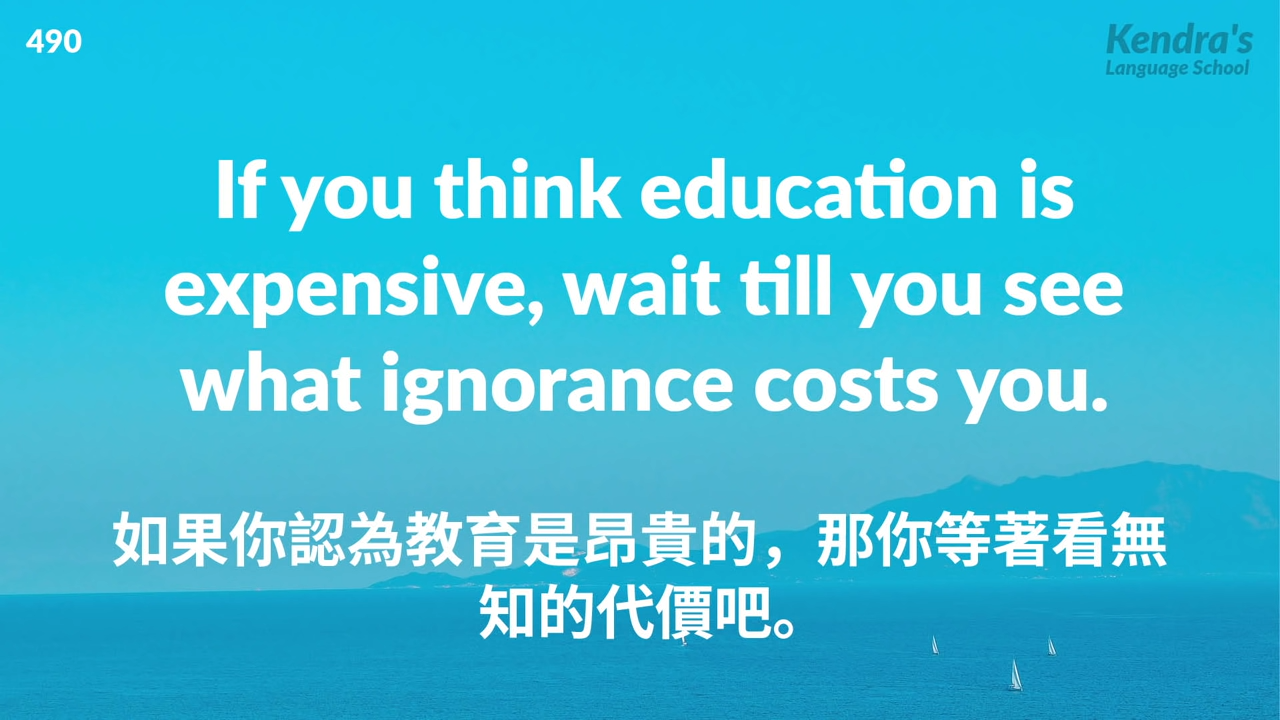 490
Kendra's
Language School
If you think education is
expensive, wait till you see
what ignorance costs you.
如果你認為教育是昂貴的，那你等著看無
知的代價吧。